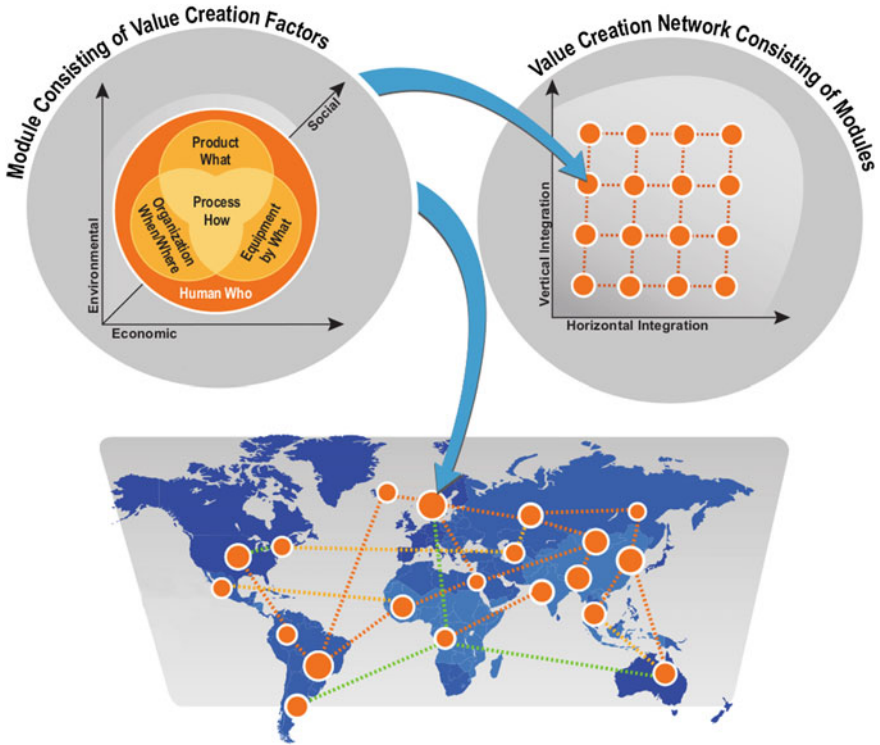 Module Consisting of Value Creation Factors
Environmental
Economic
Social
Product
What
Process
How
Organization
When/Where
Equipment
by What
Human Who
Value Creation Network Consisting of Modules
Vertical Integration
Horizontal Integration